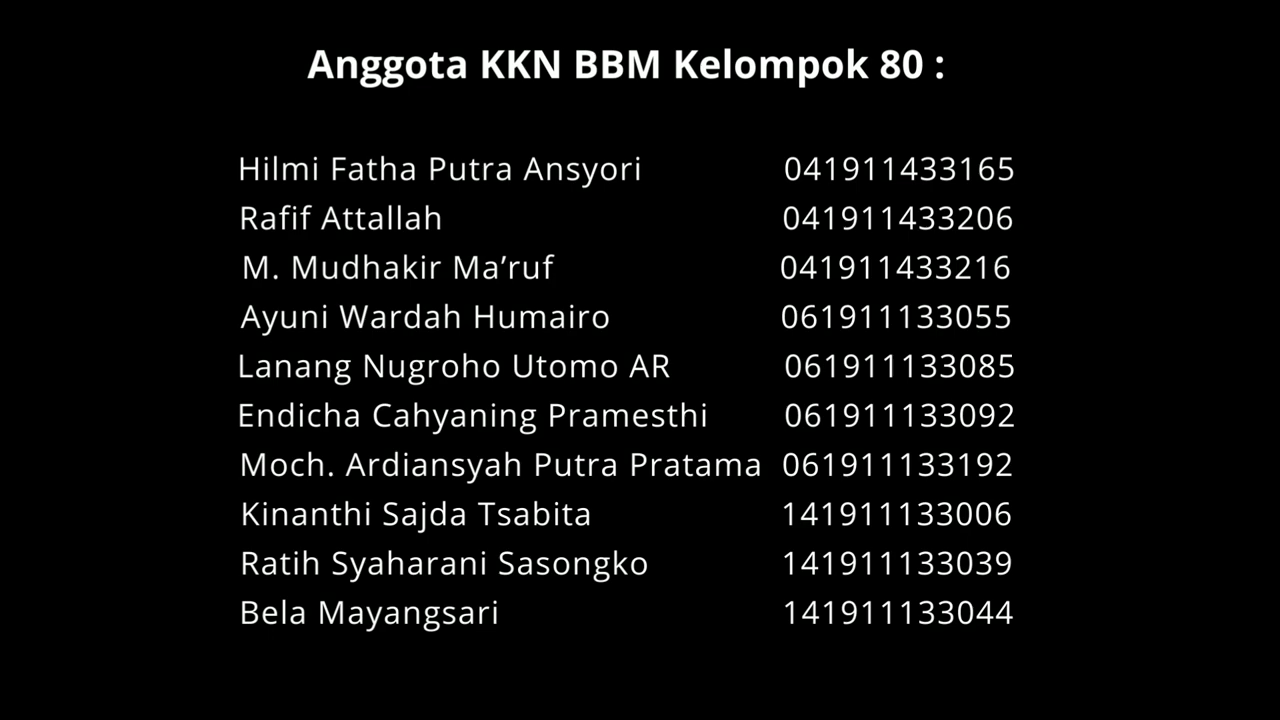 Anggota KKN BBM Kelompok 80 :
Hilmi Fatha Putra Ansyori 041911433165
Rafif Attallah 041911433206
M. Mudhakir Ma’ruf 041911433216
Ayuni Wardah Humairo 061911133055
Lanang Nugroho Utomo AR 061911133085
Endicha Cahyaning Pramesthi 061911133092
Moch. Ardiansyah Putra Pratama 061911133192
Kinanthi Sajda Tsabita 141911133006
Ratih Syaharani Sasongko 141911133039
Bela Mayangsari 141911133044